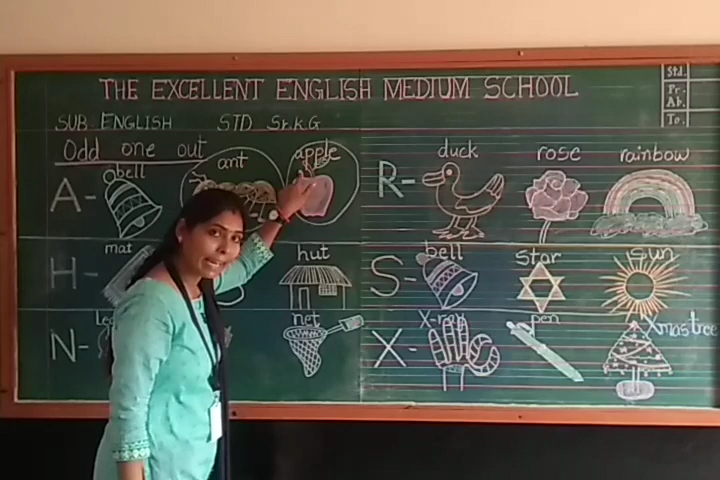 THE EXCELLENT ENGLISH MEDIUM SCHOOL
Std.
Pr.
Ab.
To.
SUB. ENGLISH STD Sr.K.G
Odd one out
A- bell ant apple
R- duck rose rainbow
H- mat hut
S- bell star sun
N- net
X- X-ray pen Xmas tree